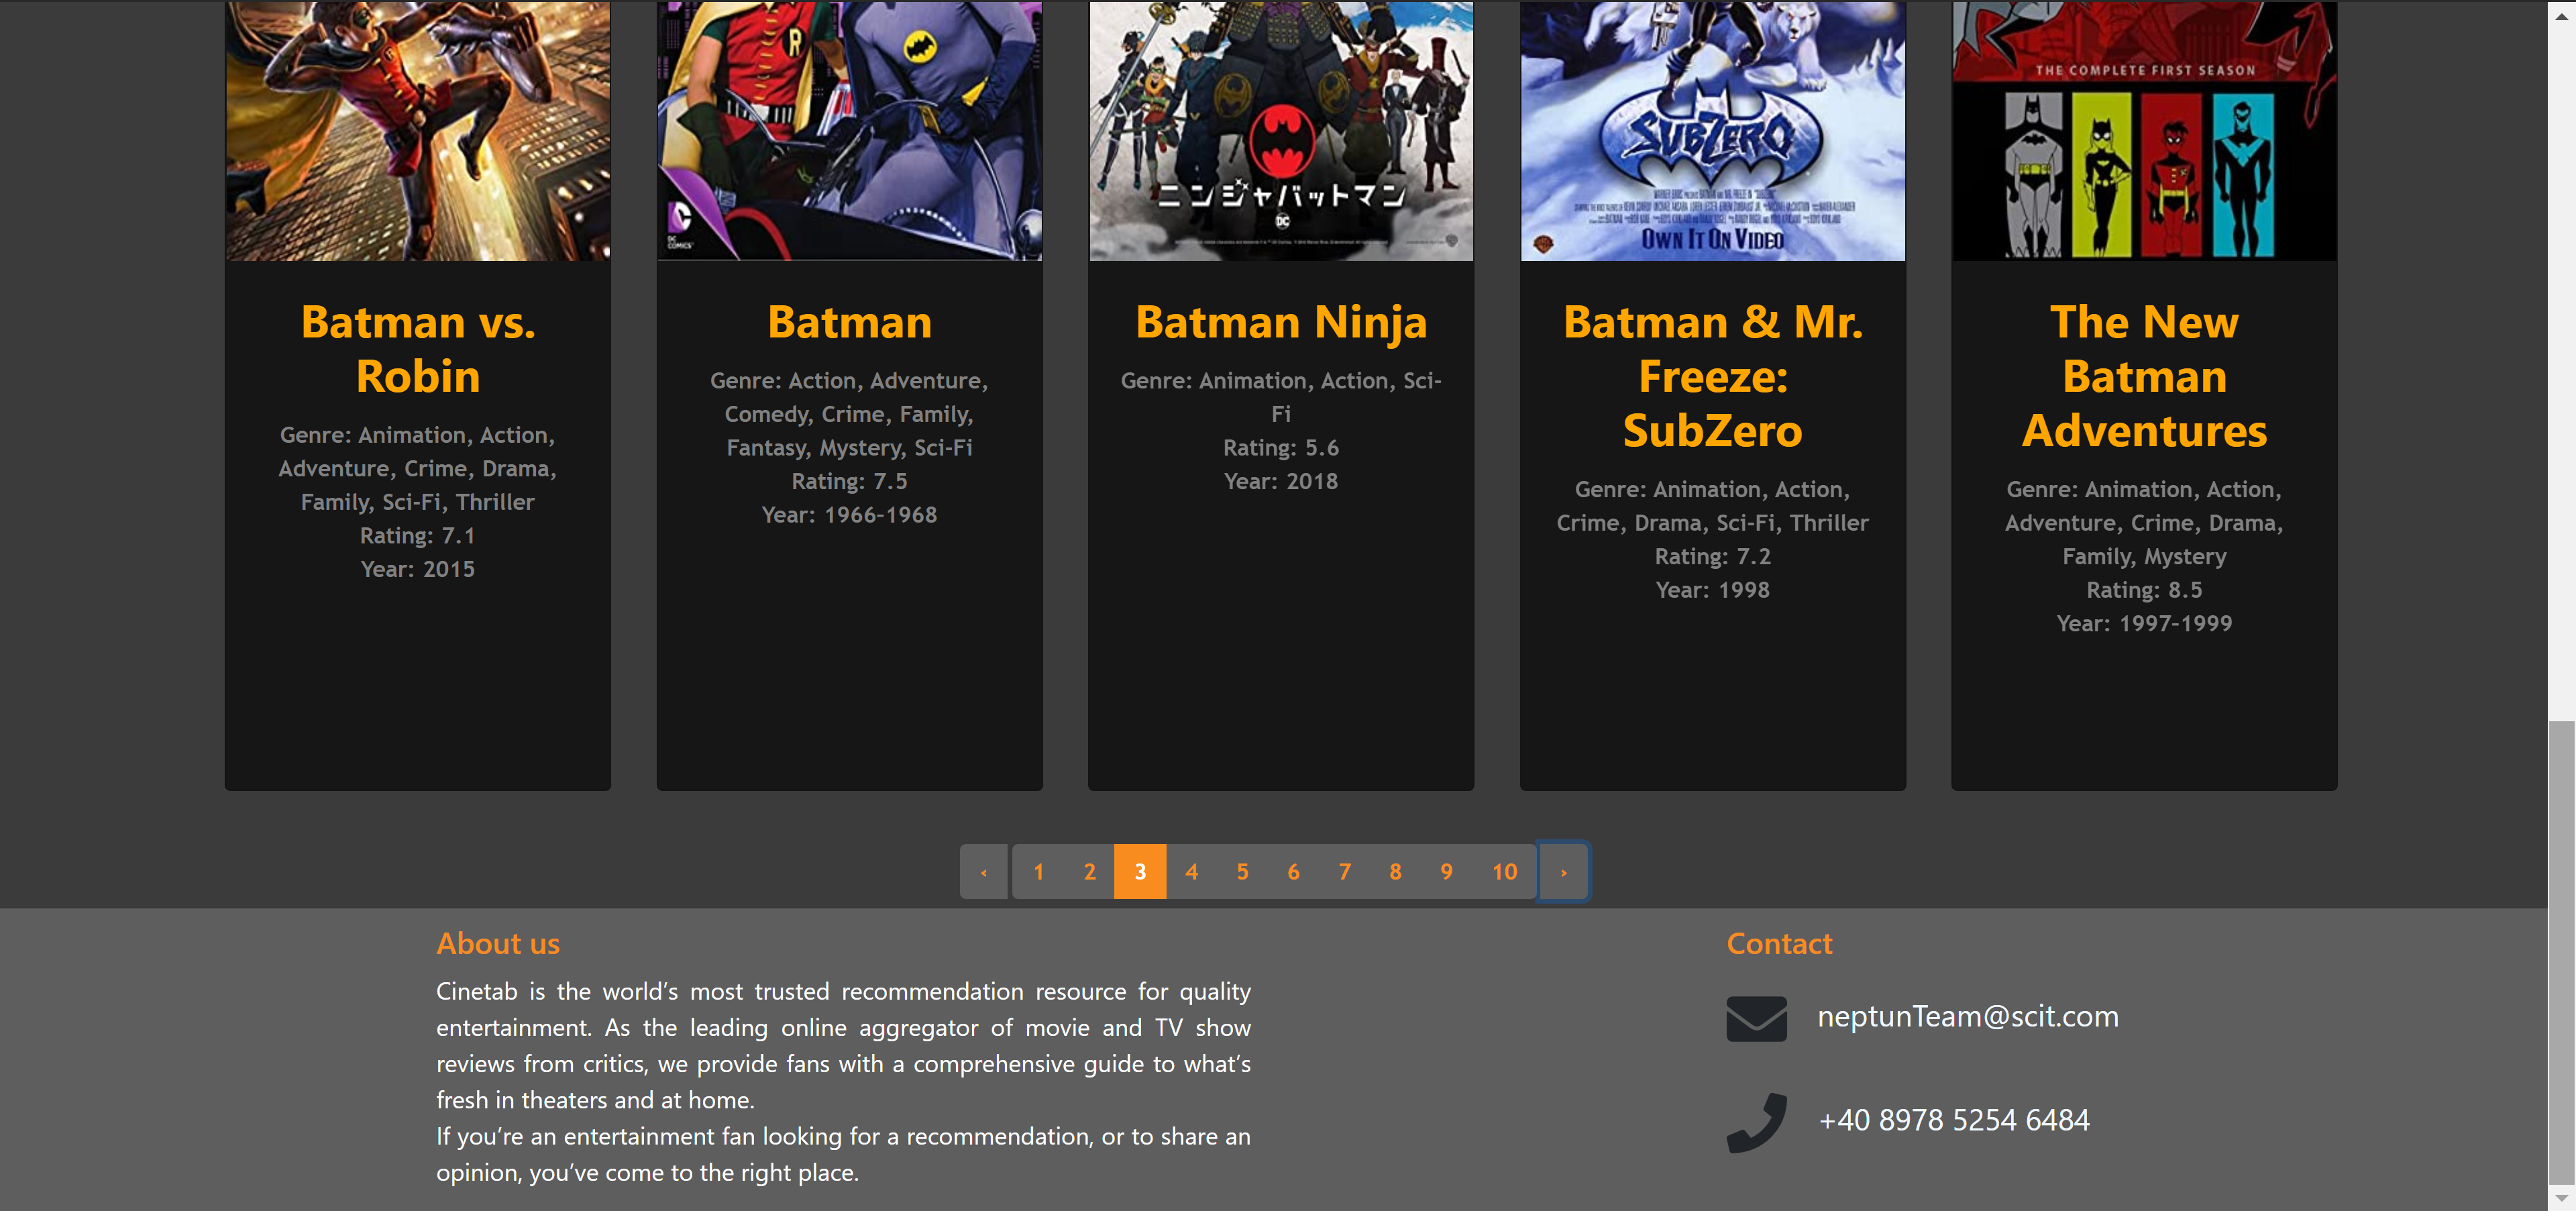 THE COMPLETE FIRST SEASON
R
SUBZERO
ニンジャバットマン
DC
DC
COMICS
OWN IT ON VIDEO
Batman vs.
Robin
Genre: Animation, Action,
Adventure, Crime, Drama,
Family, Sci-Fi, Thriller
Rating: 7.1
Year: 2015
Batman
Genre: Action, Adventure,
Comedy, Crime, Family,
Fantasy, Mystery, Sci-Fi
Rating: 7.5
Year: 1966–1968
Batman Ninja
Genre: Animation, Action, Sci-
Fi
Rating: 5.6
Year: 2018
Batman & Mr.
Freeze:
SubZero
Genre: Animation, Action,
Crime, Drama, Sci-Fi, Thriller
Rating: 7.2
Year: 1998
The New
Batman
Adventures
Genre: Animation, Action,
Adventure, Crime, Drama,
Family, Mystery
Rating: 8.5
Year: 1997–1999
‹ 1 2 3 4 5 6 7 8 9 10 ›
About us
Cinetab is the world’s most trusted recommendation resource for quality
entertainment. As the leading online aggregator of movie and TV show
reviews from critics, we provide fans with a comprehensive guide to what’s
fresh in theaters and at home.
If you’re an entertainment fan looking for a recommendation, or to share an
opinion, you’ve come to the right place.
Contact
neptunTeam@scit.com
+40 8978 5254 6484